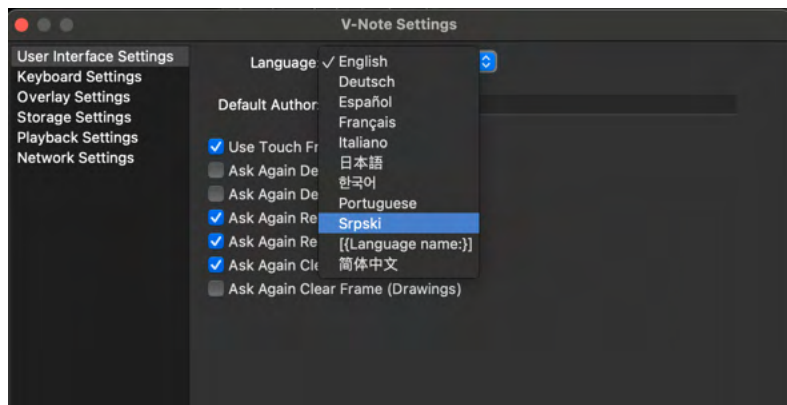 V-Note Settings
User Interface Settings
Keyboard Settings
Overlay Settings
Storage Settings
Playback Settings
Network Settings
Language:
✓ English
Deutsch
Español
Français
Italiano
日本語
한국어
Portuguese
Srpski
[{Language name:}]
简体中文
Default Author:
Use Touch Fr
Ask Again De
Ask Again De
Ask Again Re
Ask Again Re
Ask Again Cle
Ask Again Clear Frame (Drawings)